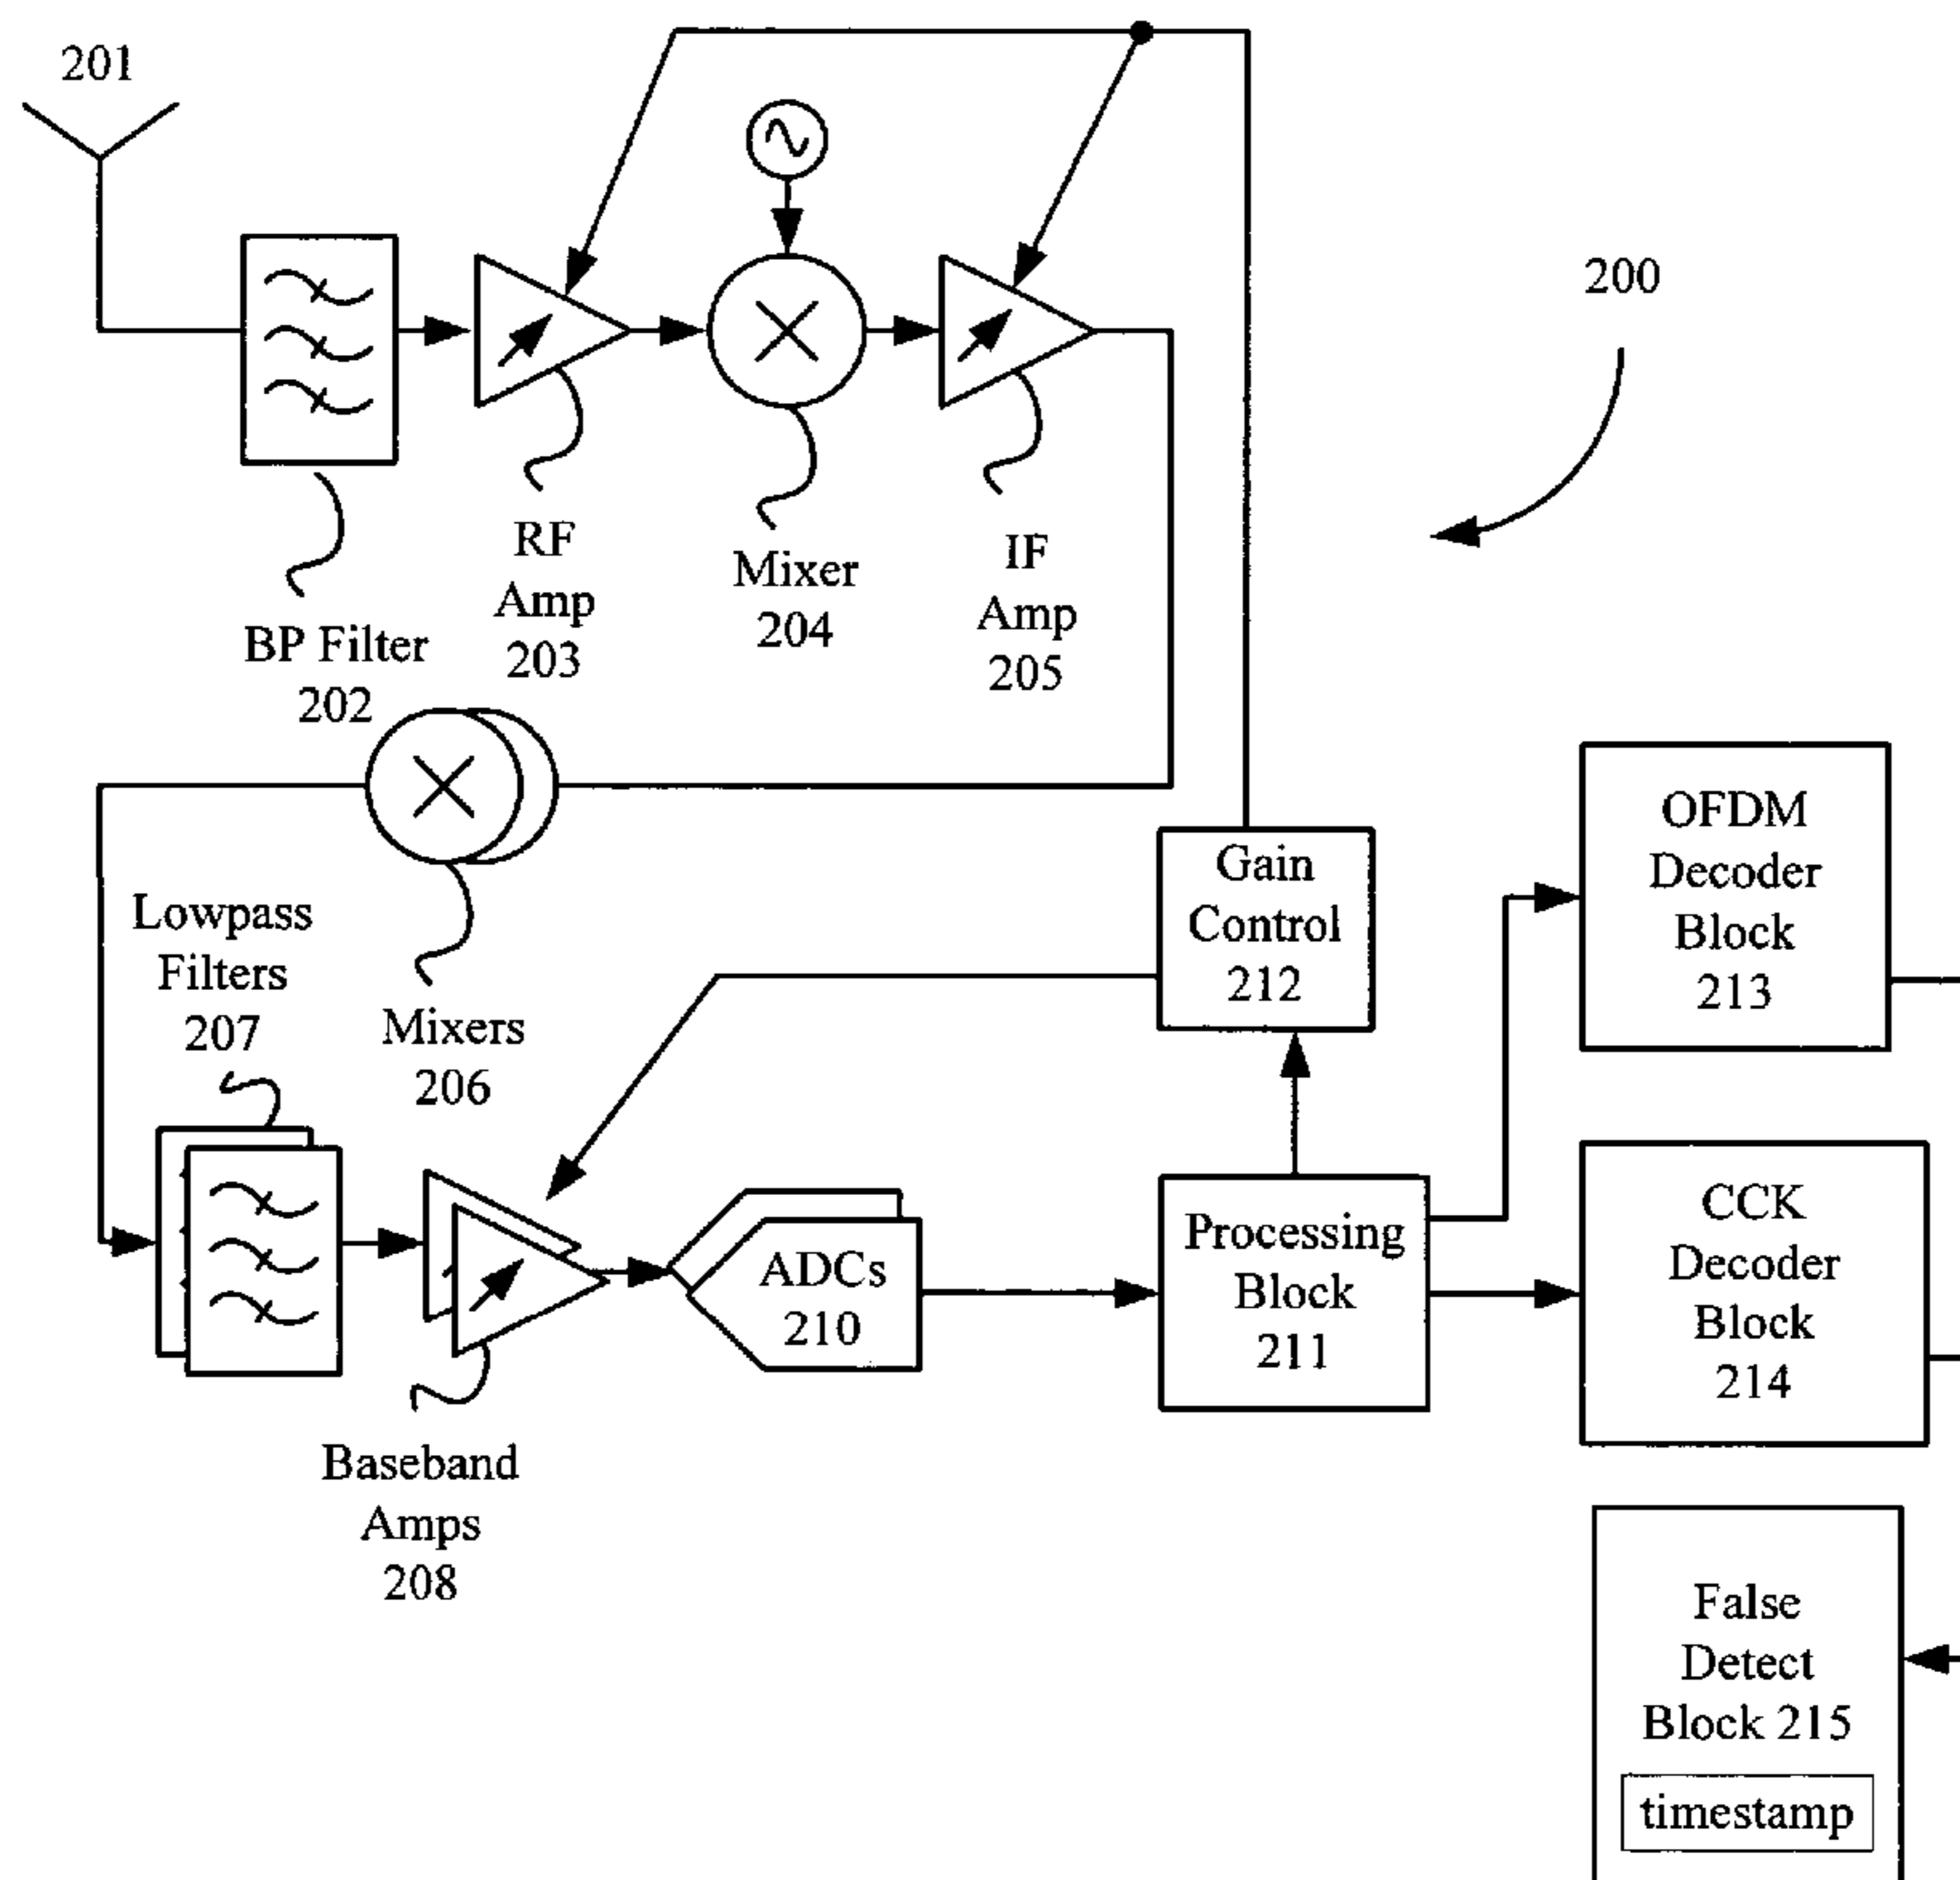 201
200
BP Filter
202
RF
Amp
203
Mixer
204
IF
Amp
205
Mixers
206
Lowpass
Filters
207
Gain
Control
212
OFDM
Decoder
Block
213
Baseband
Amps
208
ADCs
210
Processing
Block
211
CCK
Decoder
Block
214
False
Detect
Block 215
timestamp